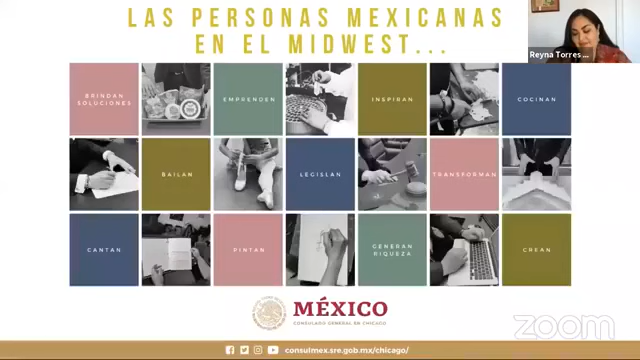 LAS PERSONAS MEXICANAS
EN EL MIDWEST...
Reyna Torres ...
BRINDAN
SOLUCIONES
EMPRENDEN
INSPIRAN
COCINAN
BAILAN
LEGISLAN
TRANSFORMAN
CANTAN
PINTAN
GENERAN
RIQUEZA
CREAN
MÉXICO
CONSULADO GENERAL EN CHICAGO
consulmex.sre.gob.mx/chicago/
zoom